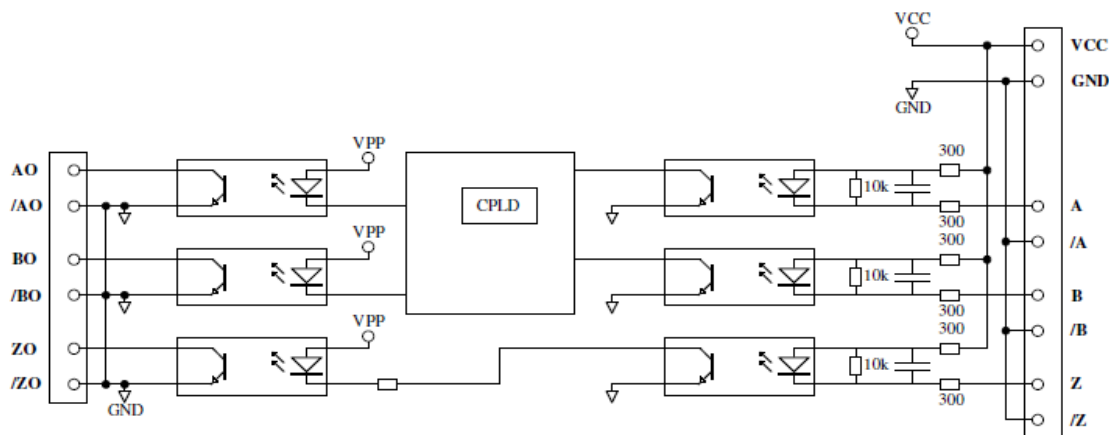 VCC
VCC
GND
GND
VPP
300
AO
10k
/AO
CPLD
300
A
VPP
300
/A
BO
10k
/BO
300
B
VPP
300
/B
ZO
10k
/ZO
300
Z
GND
/Z